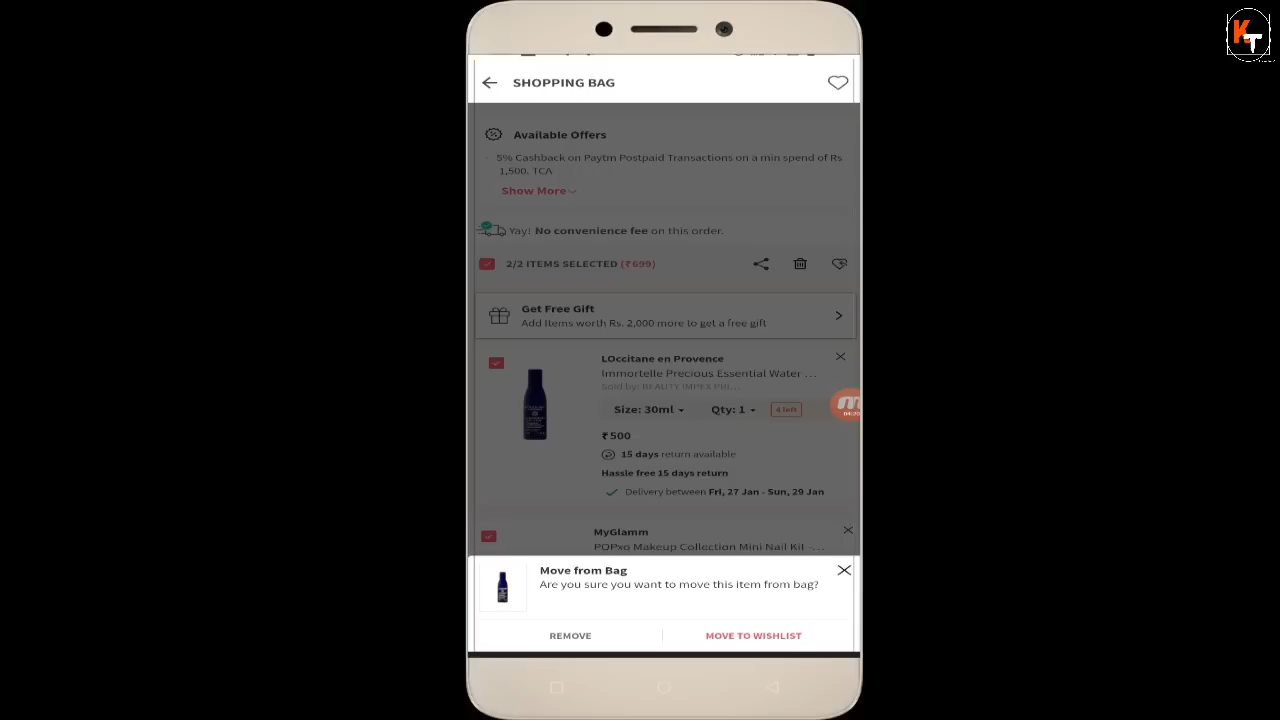 KT
SHOPPING BAG
Available Offers
5% Cashback on Paytm Postpaid Transactions on a min spend of Rs
1,500. TCA
Show More
Yay! No convenience fee on this order.
2/2 ITEMS SELECTED (₹699)
Get Free Gift
Add items worth Rs. 2,000 more to get a free gift
LOccitane en Provence
Immortelle Precious Essential Water ...
Sold by: BEAUTY IMPEX PRI...
Size: 30ml Qty: 1 4 left
₹500
15 days return available
Hassle free 15 days return
Delivery between Fri, 27 Jan - Sun, 29 Jan
MyGlamm
POPxo Makeup Collection Mini Nail Kit -...
Move from Bag
Are you sure you want to move this item from bag?
REMOVE MOVE TO WISHLIST